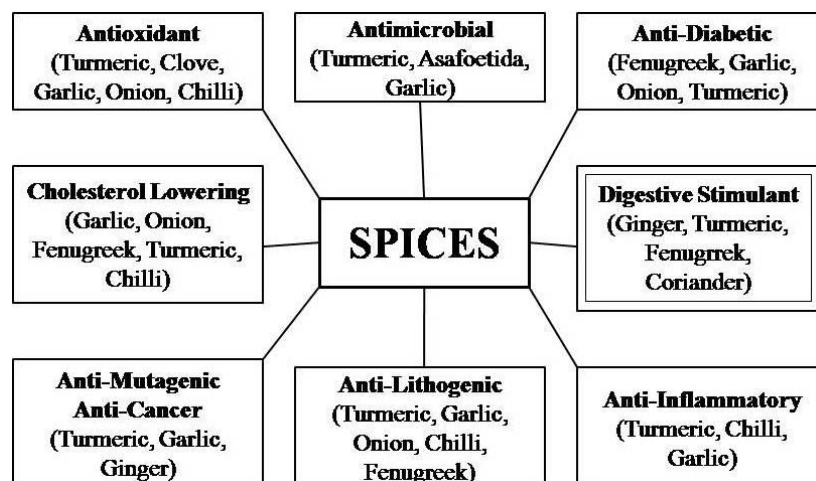 Antioxidant
(Turmeric, Clove,
Garlic, Onion, Chilli)
Antimicrobial
(Turmeric, Asafoetida,
Garlic)
Anti-Diabetic
(Fenugreek, Garlic,
Onion, Turmeric)
Cholesterol Lowering
(Garlic, Onion,
Fenugreek, Turmeric,
Chilli)
SPICES
Digestive Stimulant
(Ginger, Turmeric,
Fenugrrek,
Coriander)
Anti-Mutagenic
Anti-Cancer
(Turmeric, Garlic,
Ginger)
Anti-Lithogenic
(Turmeric, Garlic,
Onion, Chilli,
Fenugreek)
Anti-Inflammatory
(Turmeric, Chilli,
Garlic)